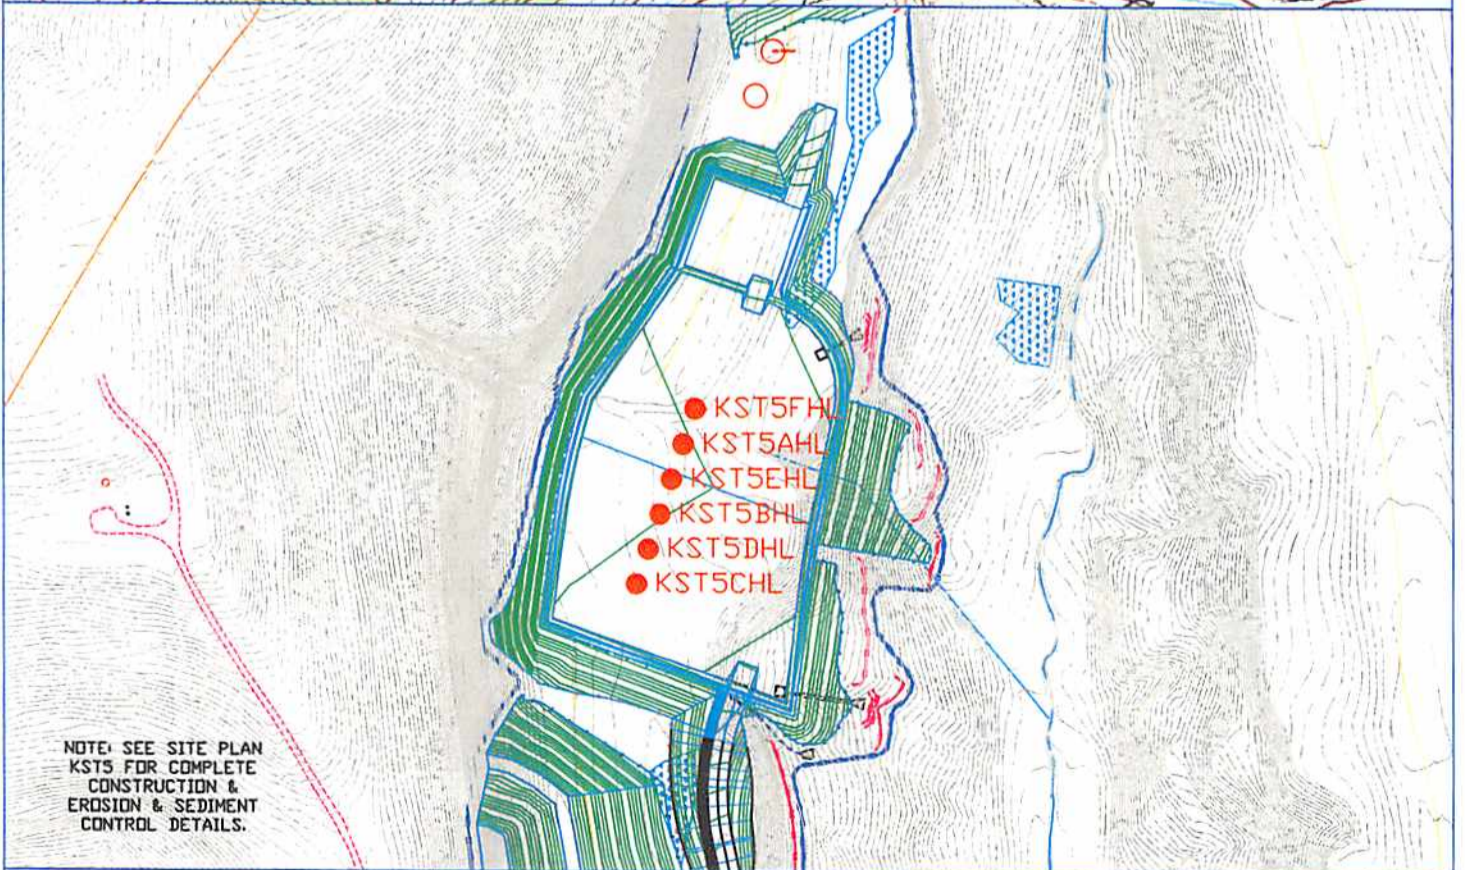 KST5FHL
KST5AHL
KST5EHL
KST5BHL
KST5DHL
KST5CHL
NOTE: SEE SITE PLAN
KST5 FOR COMPLETE
CONSTRUCTION &
EROSION & SEDIMENT
CONTROL DETAILS.